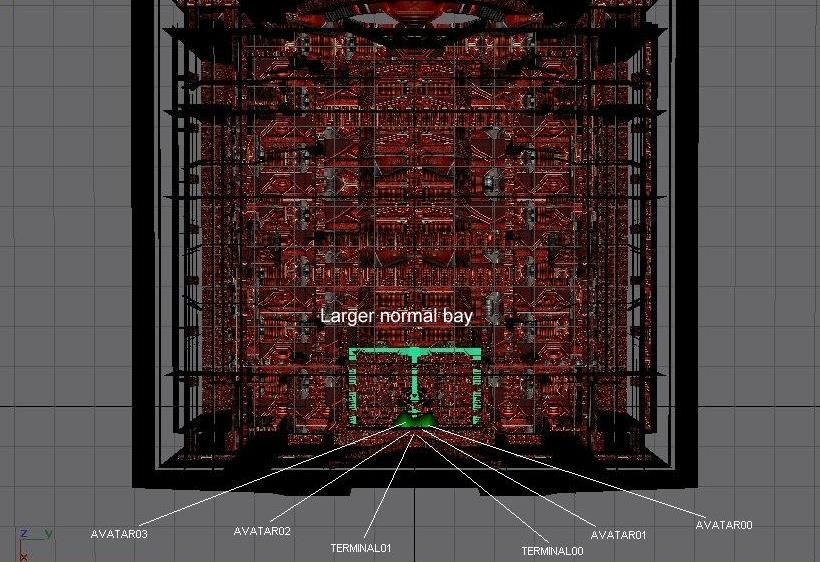 Larger normal bay
AVATAR03
AVATAR02
TERMINAL01
TERMINAL00
AVATAR01
AVATAR00
Z Y
X